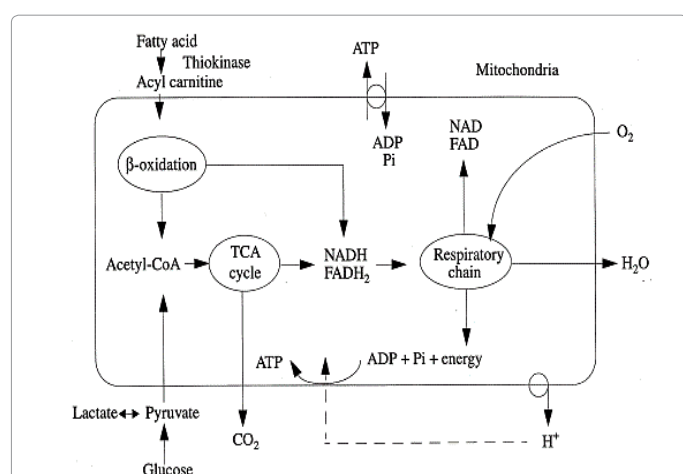 Fatty acid
Thiokinase
Acyl carnitine
ATP
Mitochondria
ADP
Pi
NAD
FAD
O₂
β-oxidation
Acetyl-CoA
TCA
cycle
NADH
FADH₂
Respiratory
chain
H₂O
ATP
ADP + Pi + energy
Lactate
Pyruvate
CO₂
H⁺
Glucose